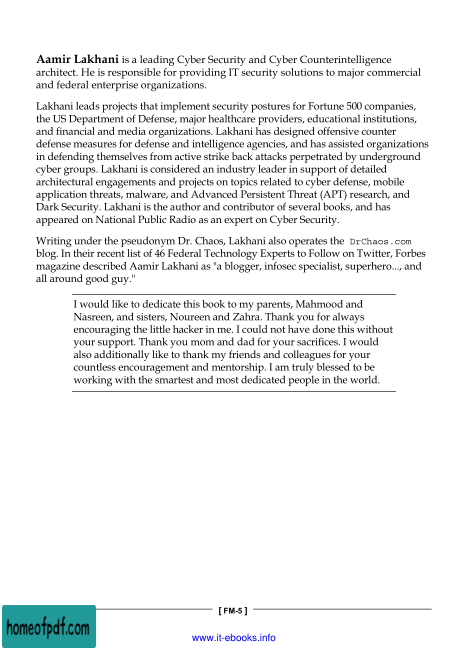 Aamir Lakhani is a leading Cyber Security and Cyber Counterintelligence
architect. He is responsible for providing IT security solutions to major commercial
and federal enterprise organizations.
Lakhani leads projects that implement security postures for Fortune 500 companies,
the US Department of Defense, major healthcare providers, educational institutions,
and financial and media organizations. Lakhani has designed offensive counter
defense measures for defense and intelligence agencies, and has assisted organizations
in defending themselves from active strike back attacks perpetrated by underground
cyber groups. Lakhani is considered an industry leader in support of detailed
architectural engagements and projects on topics related to cyber defense, mobile
application threats, malware, and Advanced Persistent Threat (APT) research, and
Dark Security. Lakhani is the author and contributor of several books, and has
appeared on National Public Radio as an expert on Cyber Security.
Writing under the pseudonym Dr. Chaos, Lakhani also operates the DrChaos.com
blog. In their recent list of 46 Federal Technology Experts to Follow on Twitter, Forbes
magazine described Aamir Lakhani as "a blogger, infosec specialist, superhero..., and
all around good guy."
I would like to dedicate this book to my parents, Mahmood and
Nasreen, and sisters, Noureen and Zahra. Thank you for always
encouraging the little hacker in me. I could not have done this without
your support. Thank you mom and dad for your sacrifices. I would
also additionally like to thank my friends and colleagues for your
countless encouragement and mentorship. I am truly blessed to be
working with the smartest and most dedicated people in the world.
[ FM-5 ]
homeofpdf.com
www.it-ebooks.info